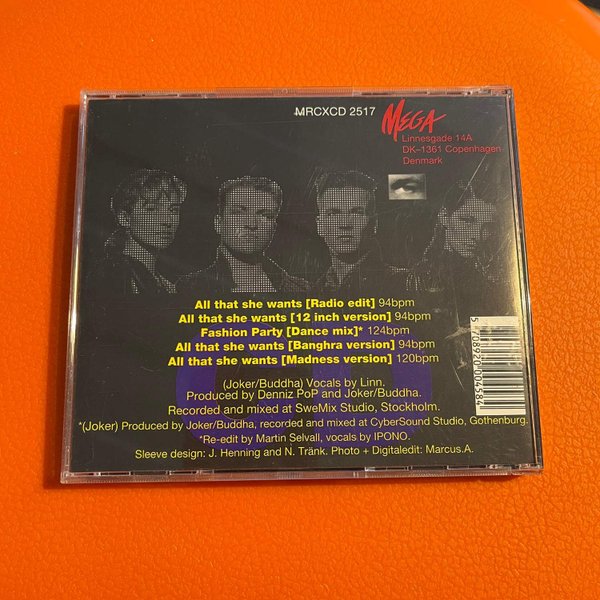 MRCXCD 2517
MEGA
Linnesgade 14A
DK-1361 Copenhagen
Denmark
All that she wants [Radio edit] 94bpm
All that she wants [12 inch version] 94bpm
Fashion Party [Dance mix]* 124bpm
All that she wants [Banghra version] 94bpm
All that she wants [Madness version] 120bpm
(Joker/Buddha) Vocals by Linn.
Produced by Denniz PoP and Joker/Buddha.
Recorded and mixed at SweMix Studio, Stockholm.
*(Joker) Produced by Joker/Buddha, recorded and mixed at CyberSound Studio, Gothenburg.
*Re-edit by Martin Selvall, vocals by IPONO.
Sleeve design: J. Henning and N. Tränk. Photo + Digitaledit: Marcus.A.
5 708920 004584